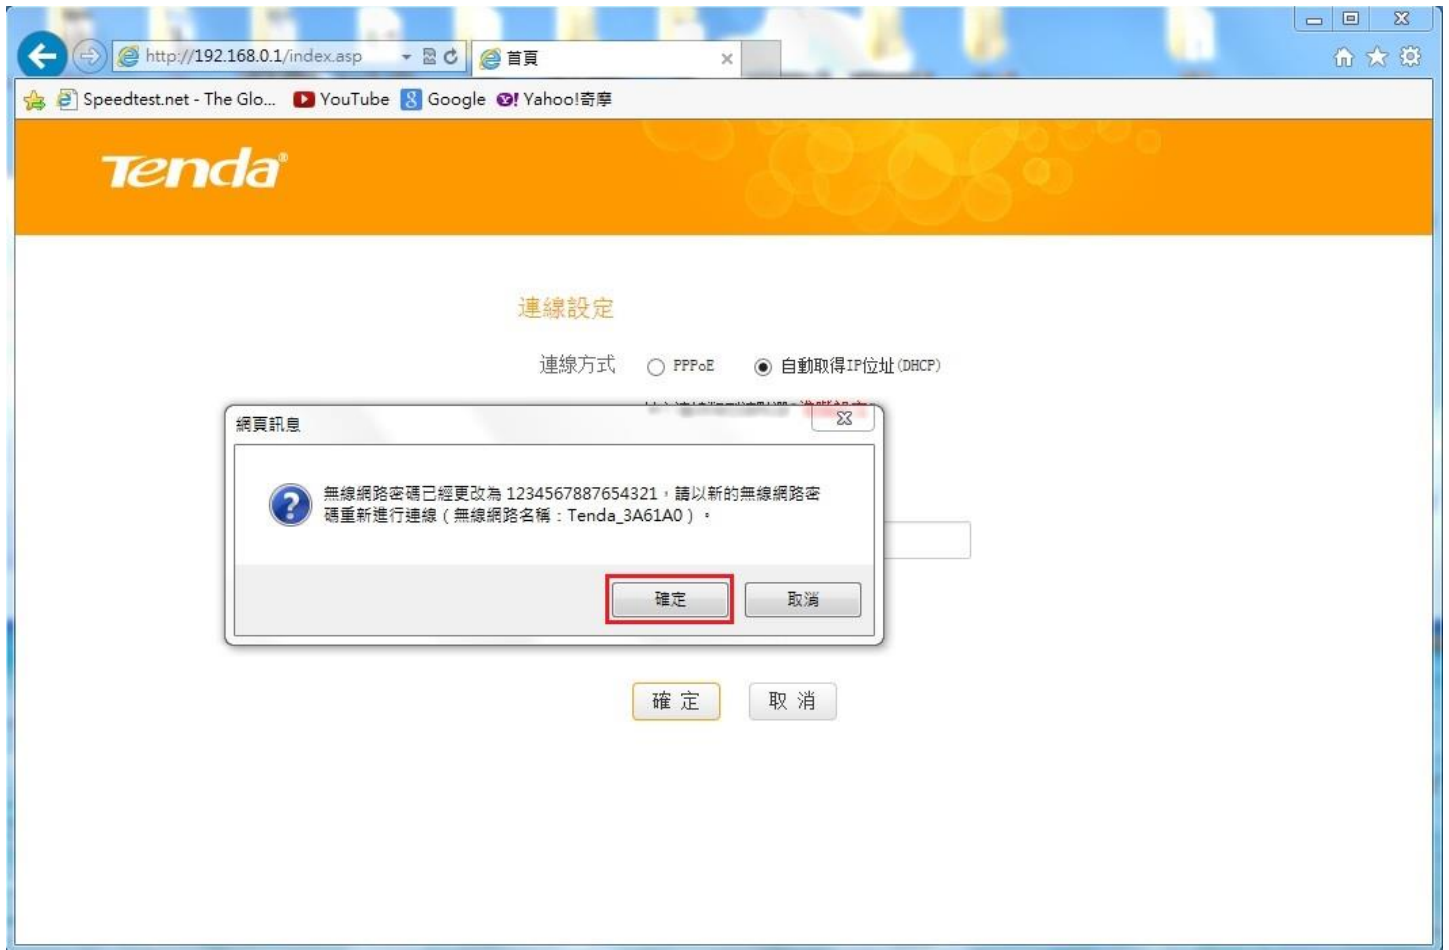 http://192.168.0.1/index.asp
首頁
Speedtest.net - The Glo... YouTube Google Yahoo!奇摩
Tenda®
連線設定
連線方式 PPPoE 自動取得IP位址(DHCP)
網頁訊息
無線網路密碼已經更改為 1234567887654321，請以新的無線網路密
碼重新進行連線（無線網路名稱：Tenda_3A61A0）。
確定 取消
確 定 取 消